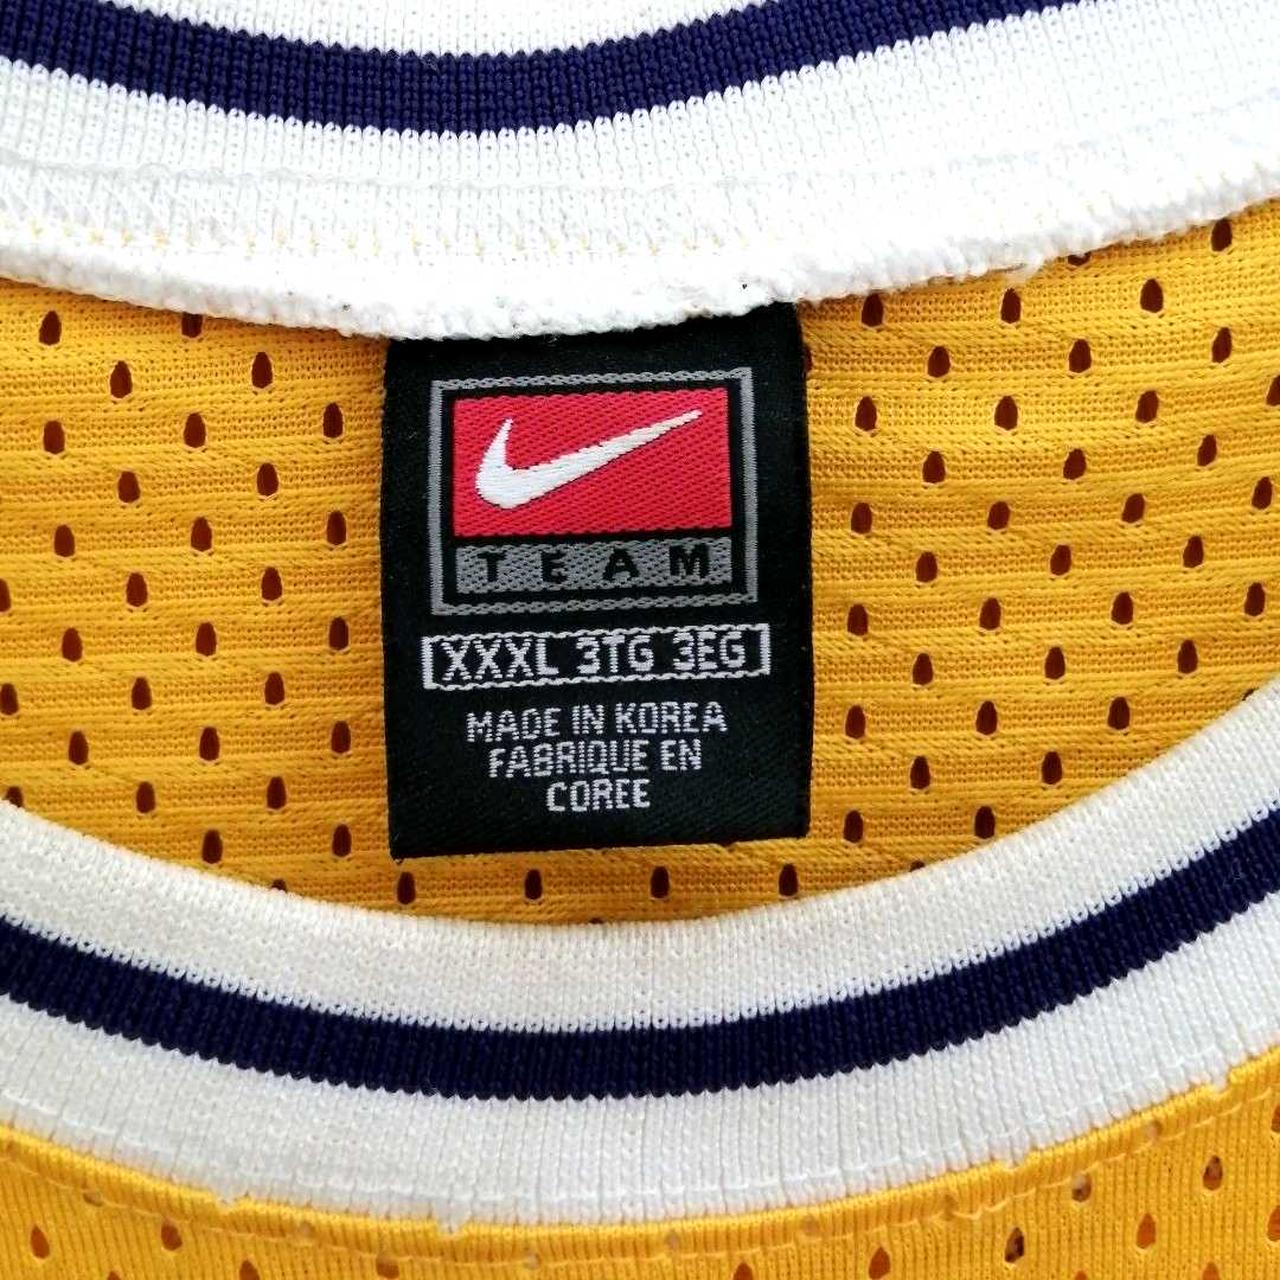 TEAM
XXXL 3TG 3EG
MADE IN KOREA
FABRIQUE EN
COREE